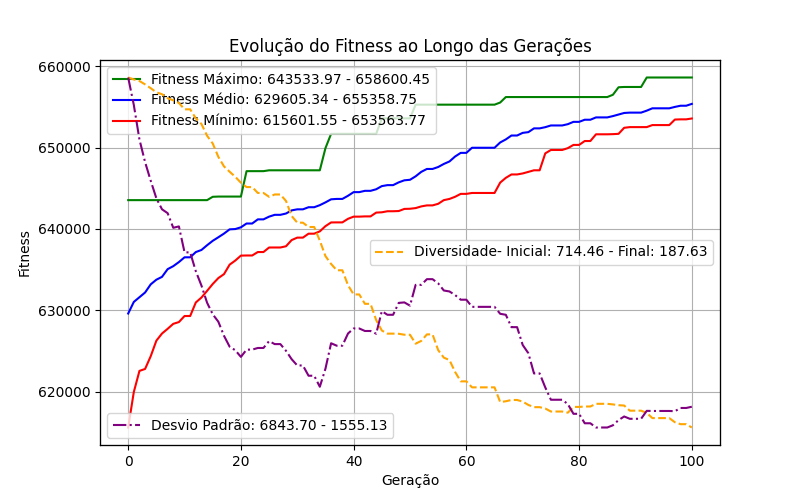 Evolução do Fitness ao Longo das Gerações
660000
650000
640000
630000
620000
Fitness
Fitness Máximo: 643533.97 - 658600.45
Fitness Médio: 629605.34 - 655358.75
Fitness Mínimo: 615601.55 - 653563.77
Diversidade- Inicial: 714.46 - Final: 187.63
Desvio Padrão: 6843.70 - 1555.13
0 20 40 60 80 100
Geração